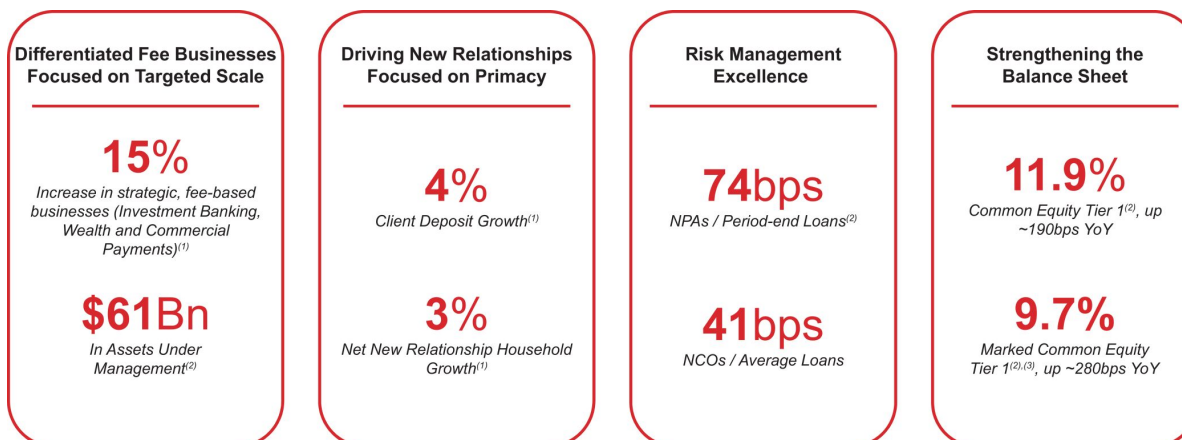 Differentiated Fee Businesses
Focused on Targeted Scale
15%
Increase in strategic, fee-based
businesses (Investment Banking,
Wealth and Commercial
Payments)(1)
$61Bn
In Assets Under
Management(2)
Driving New Relationships
Focused on Primacy
4%
Client Deposit Growth(1)
3%
Net New Relationship Household
Growth(1)
Risk Management
Excellence
74bps
NPAs / Period-end Loans(2)
41bps
NCOs / Average Loans
Strengthening the
Balance Sheet
11.9%
Common Equity Tier 1(2), up
~190bps YoY
9.7%
Marked Common Equity
Tier 1(2),(3), up ~280bps YoY